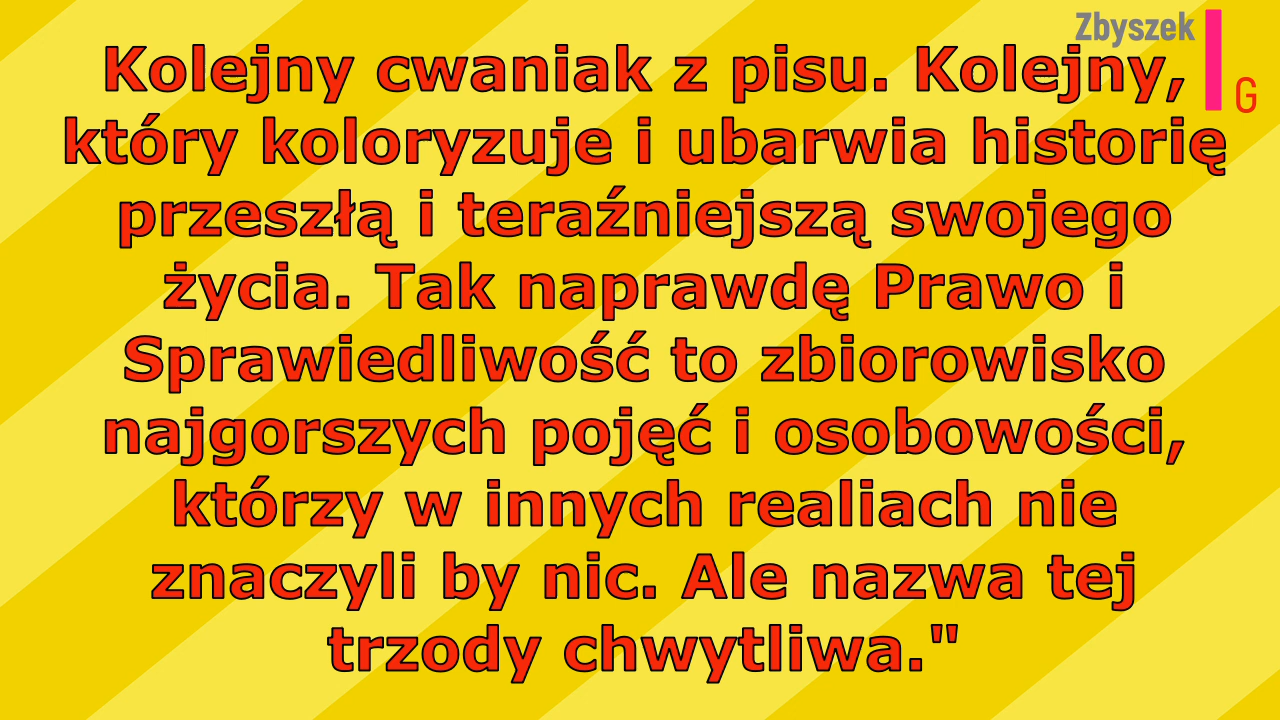 Zbyszek
G
Kolejny cwaniak z pisu. Kolejny,
który koloryzuje i ubarwia historię
przeszłą i teraźniejszą swojego
życia. Tak naprawdę Prawo i
Sprawiedliwość to zbiorowisko
najgorszych pojęć i osobowości,
którzy w innych realiach nie
znaczyli by nic. Ale nazwa tej
trzody chwytliwa."